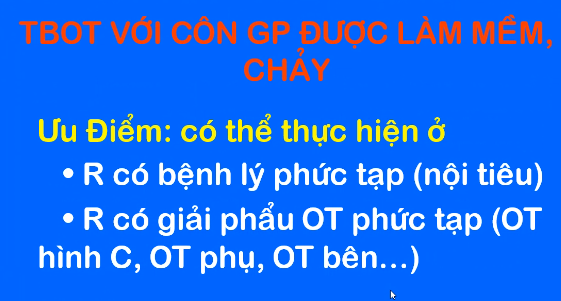 TBOT VỚI CÔN GP ĐƯỢC LÀM MỀM,
CHẢY
Ưu Điểm: có thể thực hiện ở
• R có bệnh lý phức tạp (nội tiêu)
• R có giải phẩu OT phức tạp (OT
hình C, OT phụ, OT bên...)